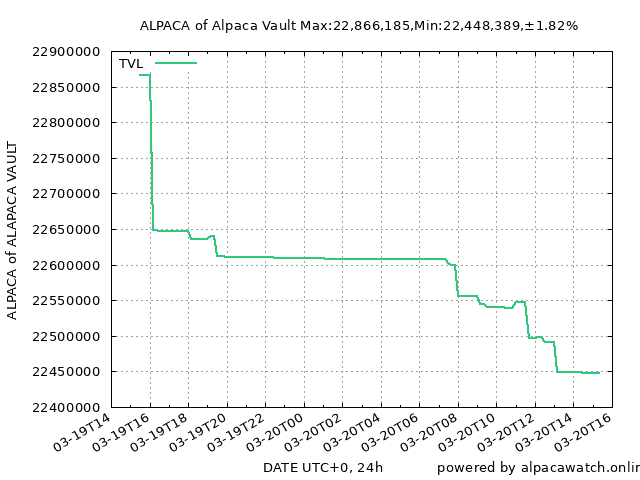 ALPACA of Alpaca Vault Max:22,866,185,Min:22,448,389,±1.82%
TVL
22900000
22850000
22800000
22750000
22700000
22650000
22600000
22550000
22500000
22450000
22400000
ALPACA of ALAPACA VAULT
03-19T14
03-19T16
03-19T18
03-19T20
03-19T22
03-20T00
03-20T02
03-20T04
03-20T06
03-20T08
03-20T10
03-20T12
03-20T14
03-20T16
DATE UTC+0, 24h
powered by alpacawatch.onlin